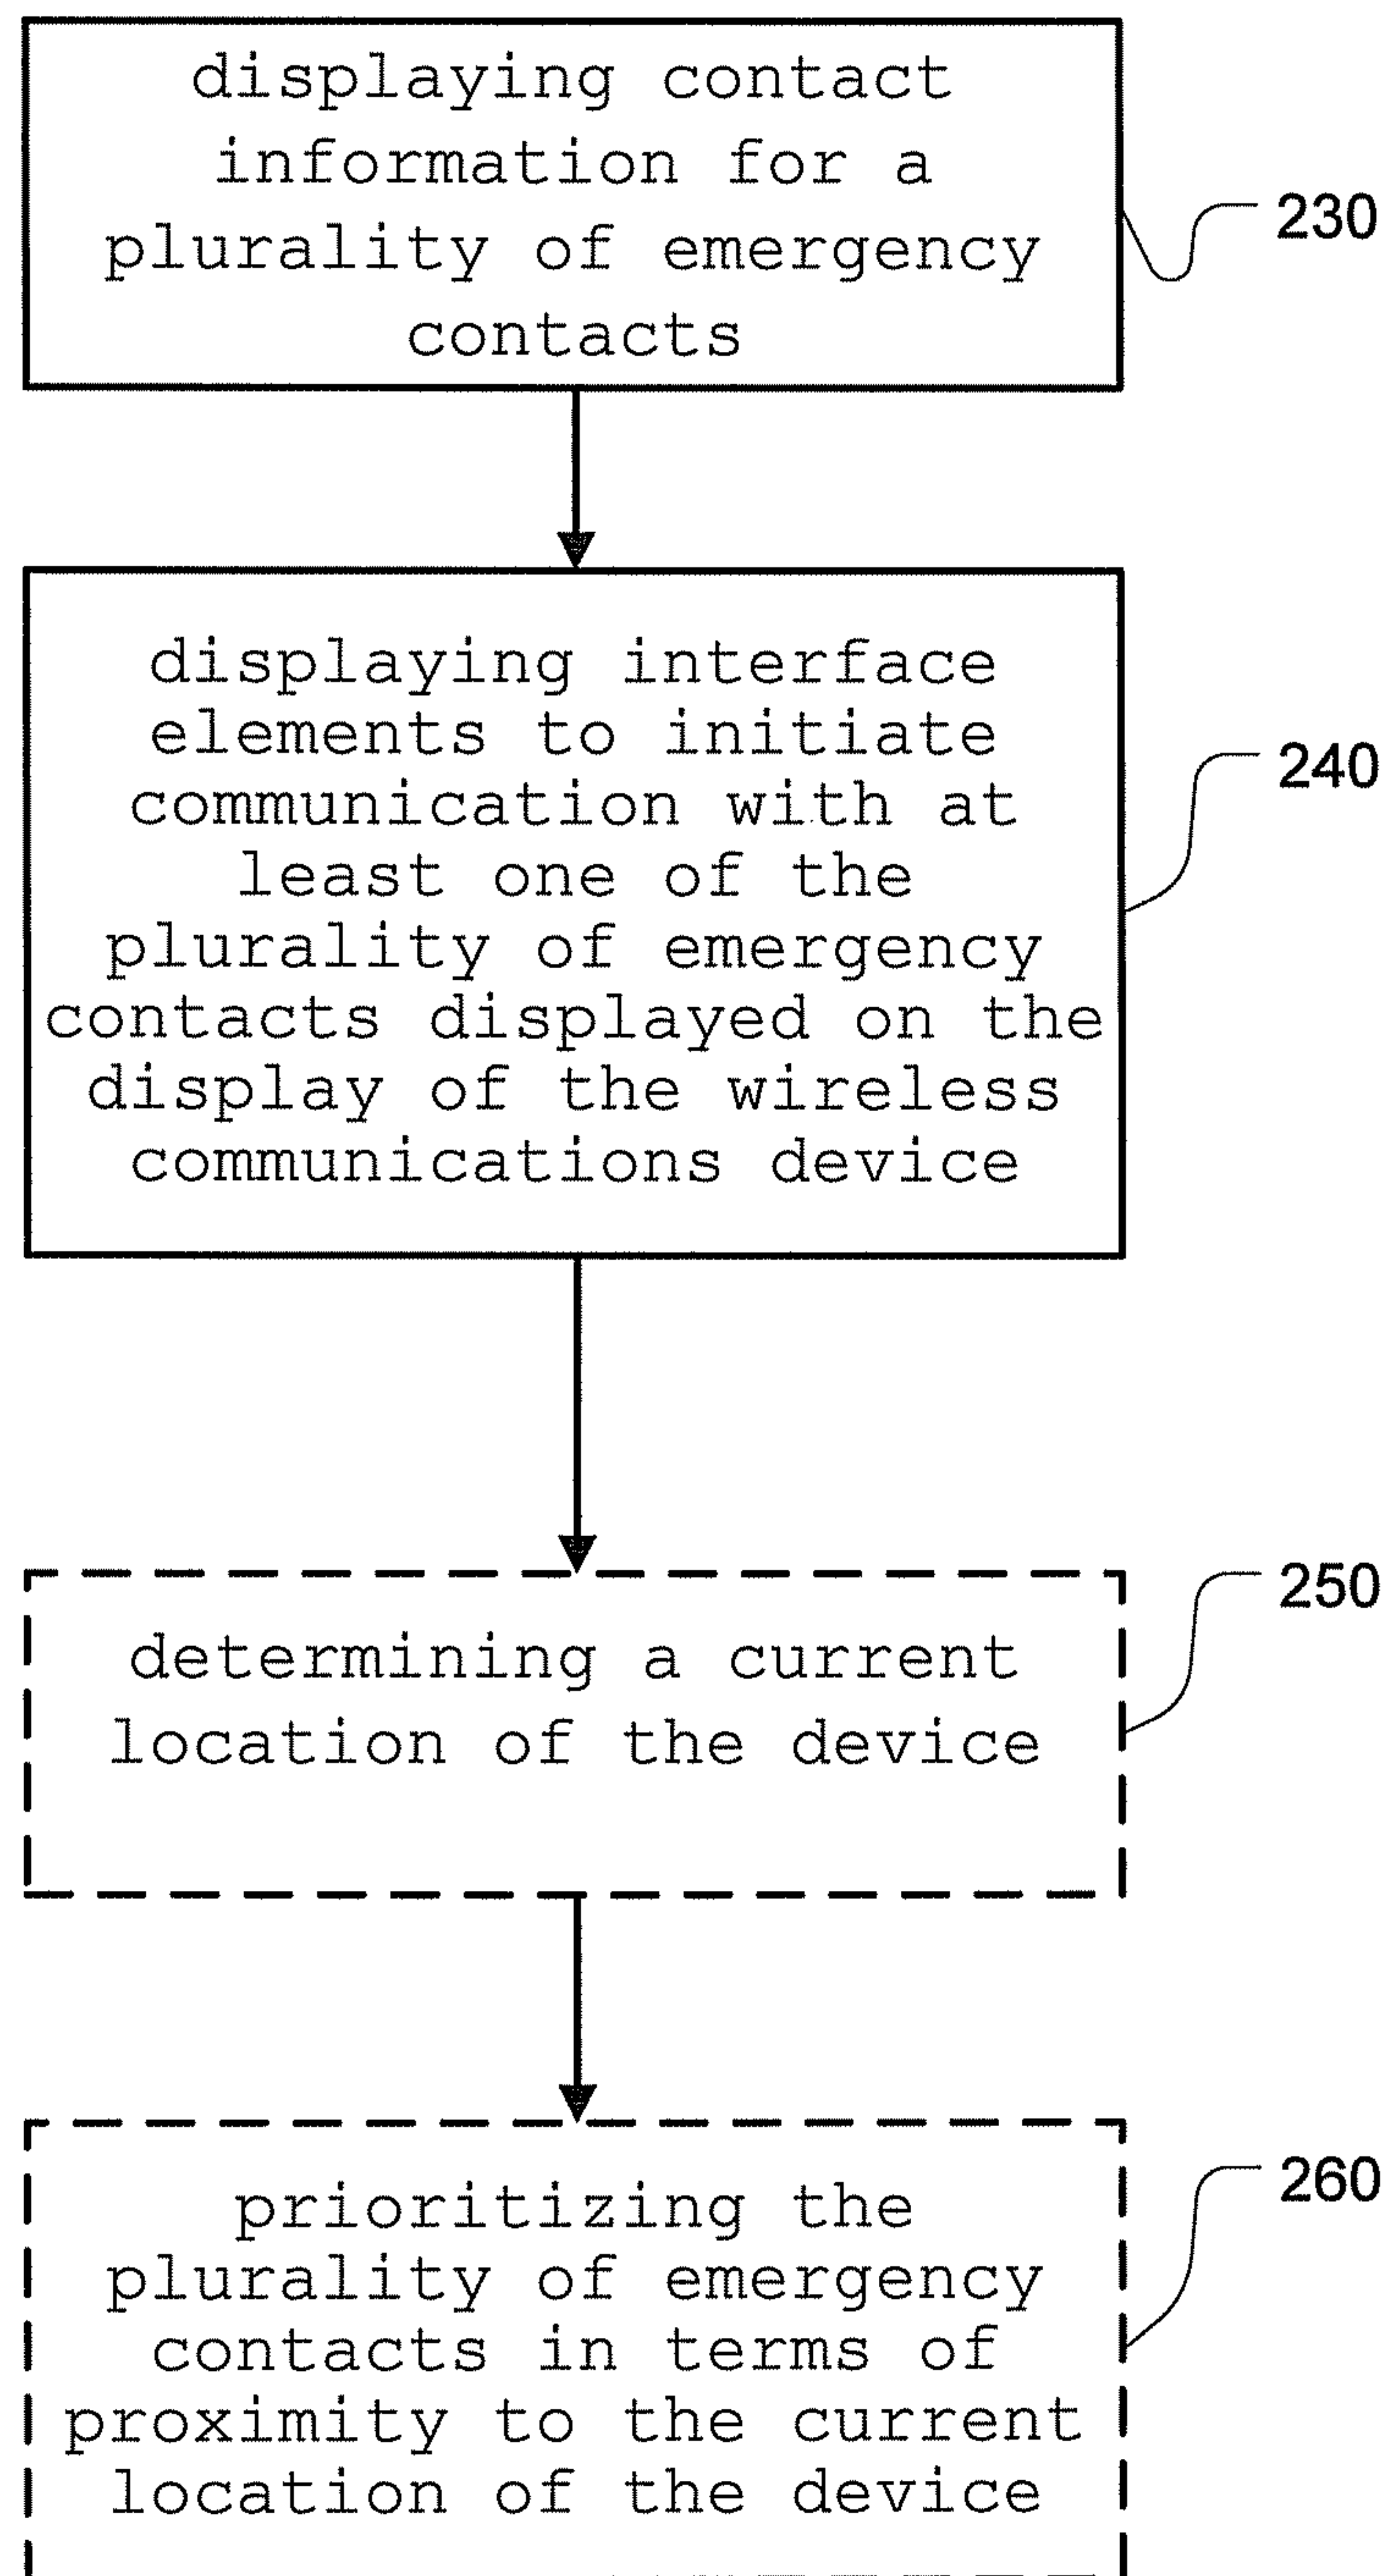 displaying contact
information for a
plurality of emergency
contacts
230
displaying interface
elements to initiate
communication with at
least one of the
plurality of emergency
contacts displayed on the
display of the wireless
communications device
240
determining a current
location of the device
250
prioritizing the
plurality of emergency
contacts in terms of
proximity to the current
location of the device
260